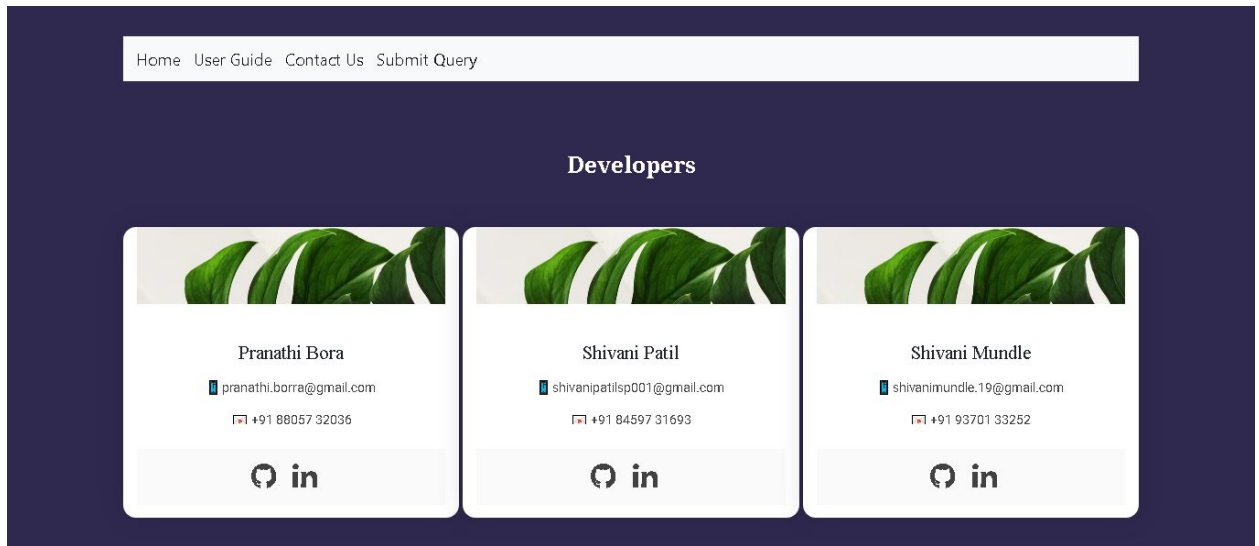 Home User Guide Contact Us Submit Query
Developers
Pranathi Bora
pranathi.borra@gmail.com
+91 88057 32036
Shivani Patil
shivanipatilsp001@gmail.com
+91 84597 31693
Shivani Mundle
shivanimundle.19@gmail.com
+91 93701 33252
in
in
in